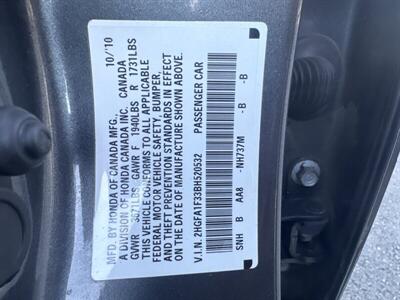 MFD. BY HONDA OF CANADA MFG. 10/10
A DIVISION OF HONDA CANADA INC. CANADA
GVWR 3671LBS GAWR F 1940LBS R 1731LBS
THIS VEHICLE CONFORMS TO ALL APPLICABLE
FEDERAL MOTOR VEHICLE SAFETY, BUMPER,
AND THEFT PREVENTION STANDARDS IN EFFECT
ON THE DATE OF MANUFACTURE SHOWN ABOVE.
V.I.N. 2HGFA1F33BH520532 PASSENGER CAR
SNH B AA8 - NH737M - B - B